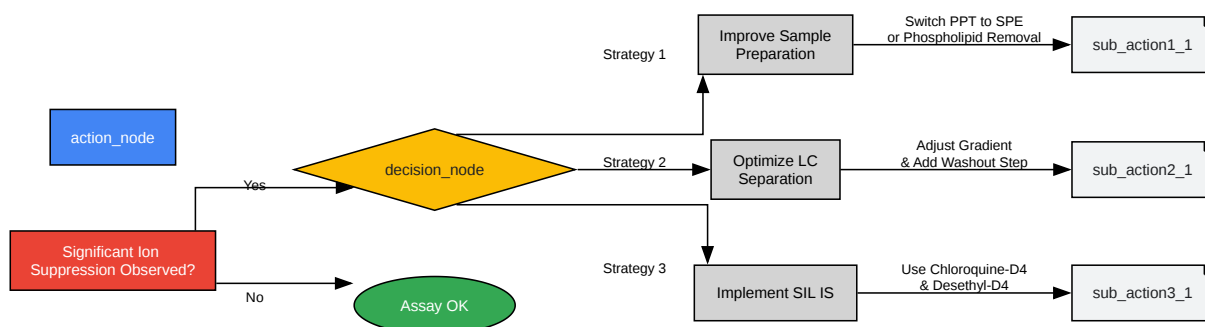 Strategy 1
Improve Sample
Preparation
Switch PPT to SPE
or Phospholipid Removal
sub_action1_1
action_node
decision_node
Strategy 2
Optimize LC
Separation
Adjust Gradient
& Add Washout Step
sub_action2_1
Yes
Significant Ion
Suppression Observed?
No
Assay OK
Strategy 3
Implement SIL IS
Use Chloroquine-D4
& Desethyl-D4
sub_action3_1